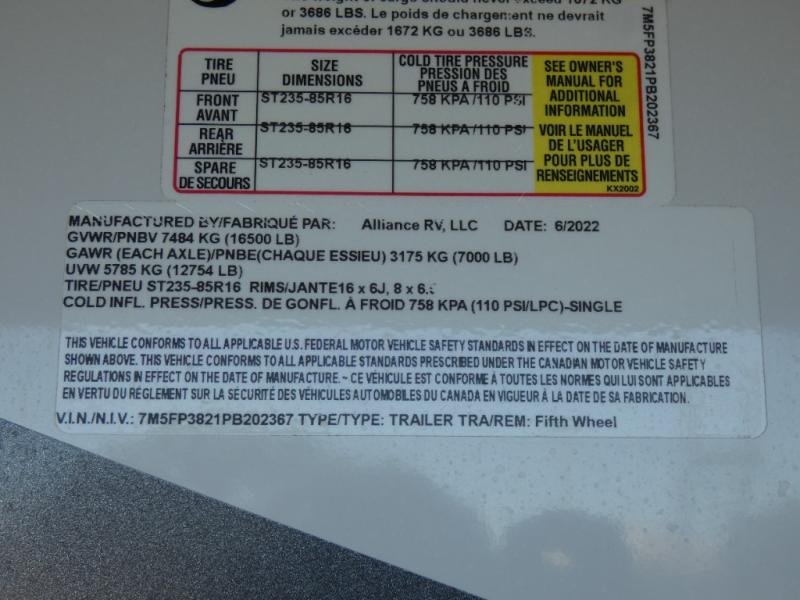 or 3686 LBS. Le poids de chargement ne devrait
jamais excéder 1672 KG ou 3686 LBS.
TIRE PNEU SIZE DIMENSIONS COLD TIRE PRESSURE PRESSION DES PNEUS A FROID
FRONT AVANT ST235-85R16 758 KPA /110 PSI
REAR ARRIÈRE ST235-85R16 758 KPA /110 PSI
SPARE DE SECOURS ST235-85R16 758 KPA /110 PSI
SEE OWNER'S
MANUAL FOR
ADDITIONAL
INFORMATION
VOIR LE MANUEL
DE L'USAGER
POUR PLUS DE
RENSEIGNEMENTS
KX2002
7M5FP3821PB202367
MANUFACTURED BY/FABRIQUÉ PAR: Alliance RV, LLC DATE: 6/2022
GVWR/PNBV 7484 KG (16500 LB)
GAWR (EACH AXLE)/PNBE(CHAQUE ESSIEU) 3175 KG (7000 LB)
UVW 5785 KG (12754 LB)
TIRE/PNEU ST235-85R16 RIMS/JANTE16 x 6J, 8 x 6.
COLD INFL. PRESS/PRESS. DE GONFL. À FROID 758 KPA (110 PSI/LPC)-SINGLE
THIS VEHICLE CONFORMS TO ALL APPLICABLE U.S. FEDERAL MOTOR VEHICLE SAFETY STANDARDS IN EFFECT ON THE DATE OF MANUFACTURE
SHOWN ABOVE. THIS VEHICLE CONFORMS TO ALL APPLICABLE STANDARDS PRESCRIBED UNDER THE CANADIAN MOTOR VEHICLE SAFETY
REGULATIONS IN EFFECT ON THE DATE OF MANUFACTURE. ~ CE VÉHICULE EST CONFORME À TOUTES LES NORMES QUI LUI SONT APPLICABLES
EN VERTU DU RÉGLEMENT SUR LA SÉCURITÉ DES VÉHICULES AUTOMOBILES DU CANADA EN VIGUEUR À LA DATE DE SA FABRICATION.
V.I.N./N.I.V.: 7M5FP3821PB202367 TYPE/TYPE: TRAILER TRA/REM: Fifth Wheel